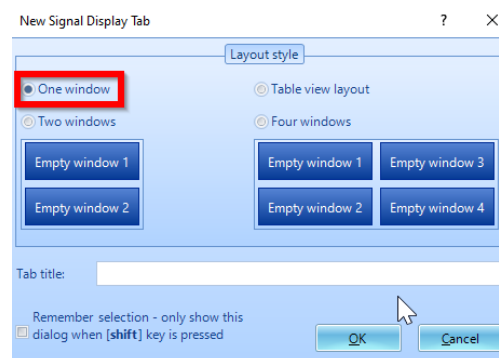 New Signal Display Tab
Layout style
One window
Table view layout
Two windows
Four windows
Empty window 1
Empty window 1
Empty window 3
Empty window 2
Empty window 2
Empty window 4
Tab title:
Remember selection - only show this
dialog when [shift] key is pressed
OK
Cancel